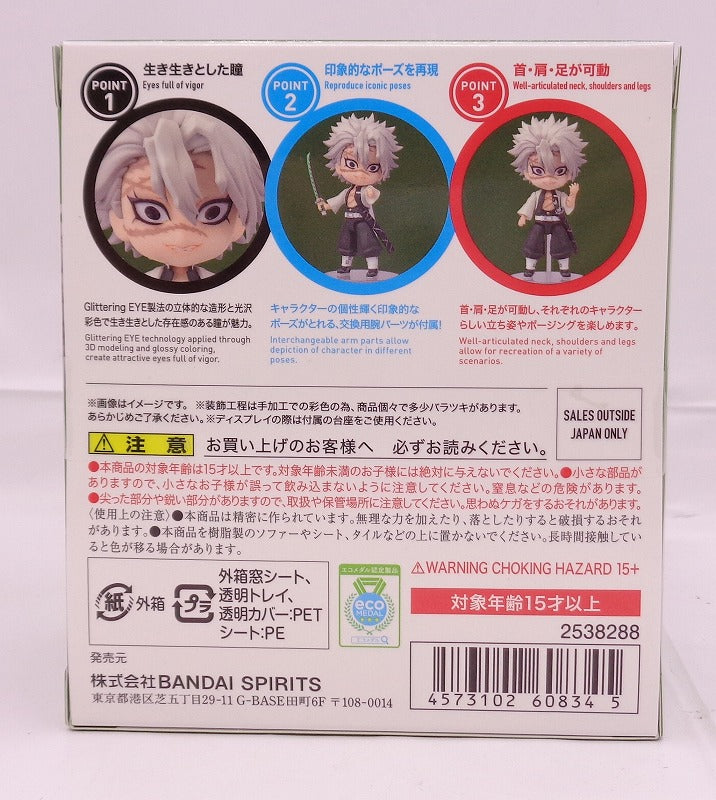 POINT
1
生き生きとした瞳
Eyes full of vigor
POINT
2
印象的なポーズを再現
Reproduce iconic poses
POINT
3
首・肩・足が可動
Well-articulated neck, shoulders and legs
Glittering EYE製法の立体的な造形と光沢
彩色で生き生きとした存在感のある瞳が魅力。
Glittering EYE technology applied through
3D modeling and glossy coloring,
create attractive eyes full of vigor.
キャラクターの個性輝く印象的な
ポーズがとれる、交換用腕パーツが付属!
Interchangeable arm parts allow
depiction of character in different
poses.
首・肩・足が可動し、それぞれのキャラクター
らしい立ち姿やポージングを楽しめます。
Well-articulated neck, shoulders and legs
allow for recreation of a variety of
scenarios.
※画像はイメージです。 ※装飾工程は手加工での彩色の為、商品個々で多少バラツキがあります。
あらかじめご了承ください。※ディスプレイの際は付属の台座をご使用ください。
SALES OUTSIDE
JAPAN ONLY
注意 お買い上げのお客様へ 必ずお読みください。
●本商品の対象年齢は15才以上です。対象年齢未満のお子様には絶対に与えないでください。●小さな部品が
ありますので、小さなお子様が誤って飲み込まないように注意してください。窒息などの危険があります。
●尖った部分や鋭い部分がありますので、取扱や保管場所に注意してください。思わぬケガをするおそれがあります。
〈使用上の注意〉●本商品は精密に作られています。無理な力を加えたり、落としたりすると破損するおそれ
があります。●本商品を樹脂製のソファーやシート、タイルなどの上に置かないでください。長時間接触してい
ると色が移る場合があります。
紙 外箱
プラ
外箱窓シート、
透明トレイ、
透明カバー:PET
シート:PE
エコメダル認定製品
eco
MEDAL
エコメダル
⚠WARNING CHOKING HAZARD 15+
対象年齢15才以上
2538288
発売元
株式会社BANDAI SPIRITS
東京都港区芝五丁目29-11 G-BASE田町6F 〒108-0014
4573102 60834 5